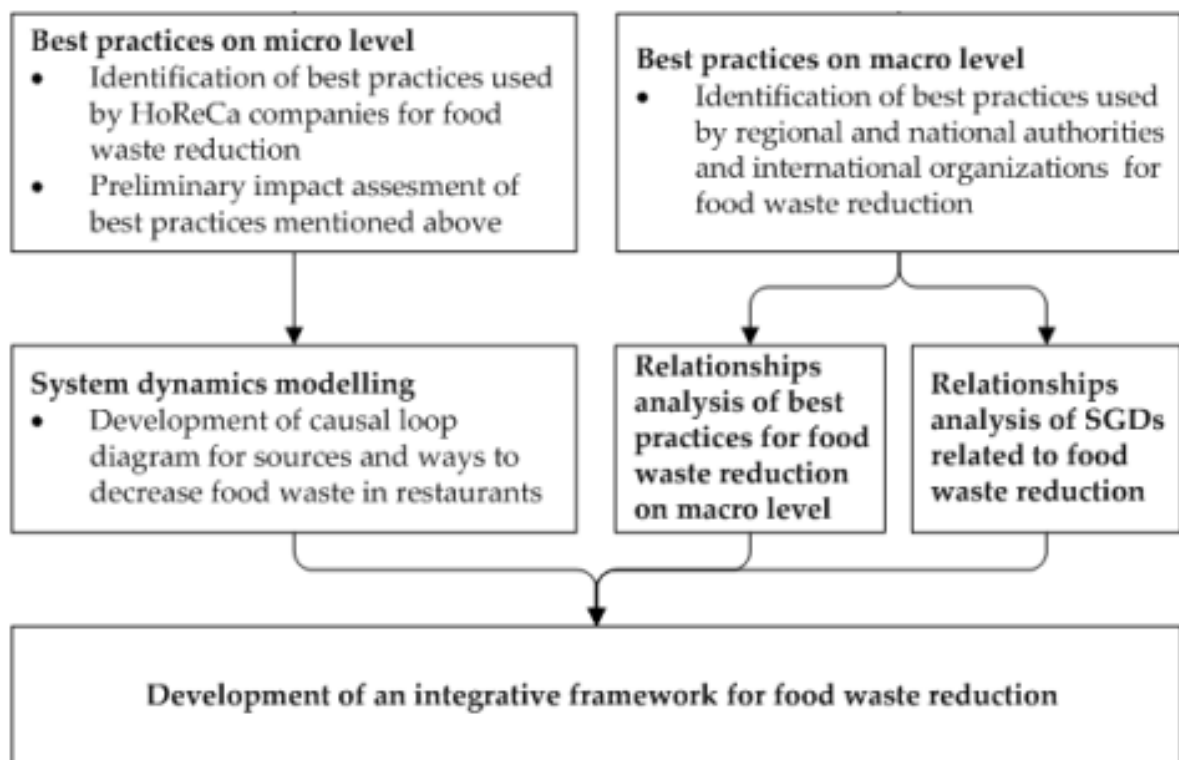 Best practices on micro level
• Identification of best practices used
by HoReCa companies for food
waste reduction
• Preliminary impact assesment of
best practices mentioned above
Best practices on macro level
• Identification of best practices used
by regional and national authorities
and international organizations for
food waste reduction
System dynamics modelling
• Development of causal loop
diagram for sources and ways to
decrease food waste in restaurants
Relationships
analysis of best
practices for food
waste reduction
on macro level
Relationships
analysis of SGDs
related to food
waste reduction
Development of an integrative framework for food waste reduction